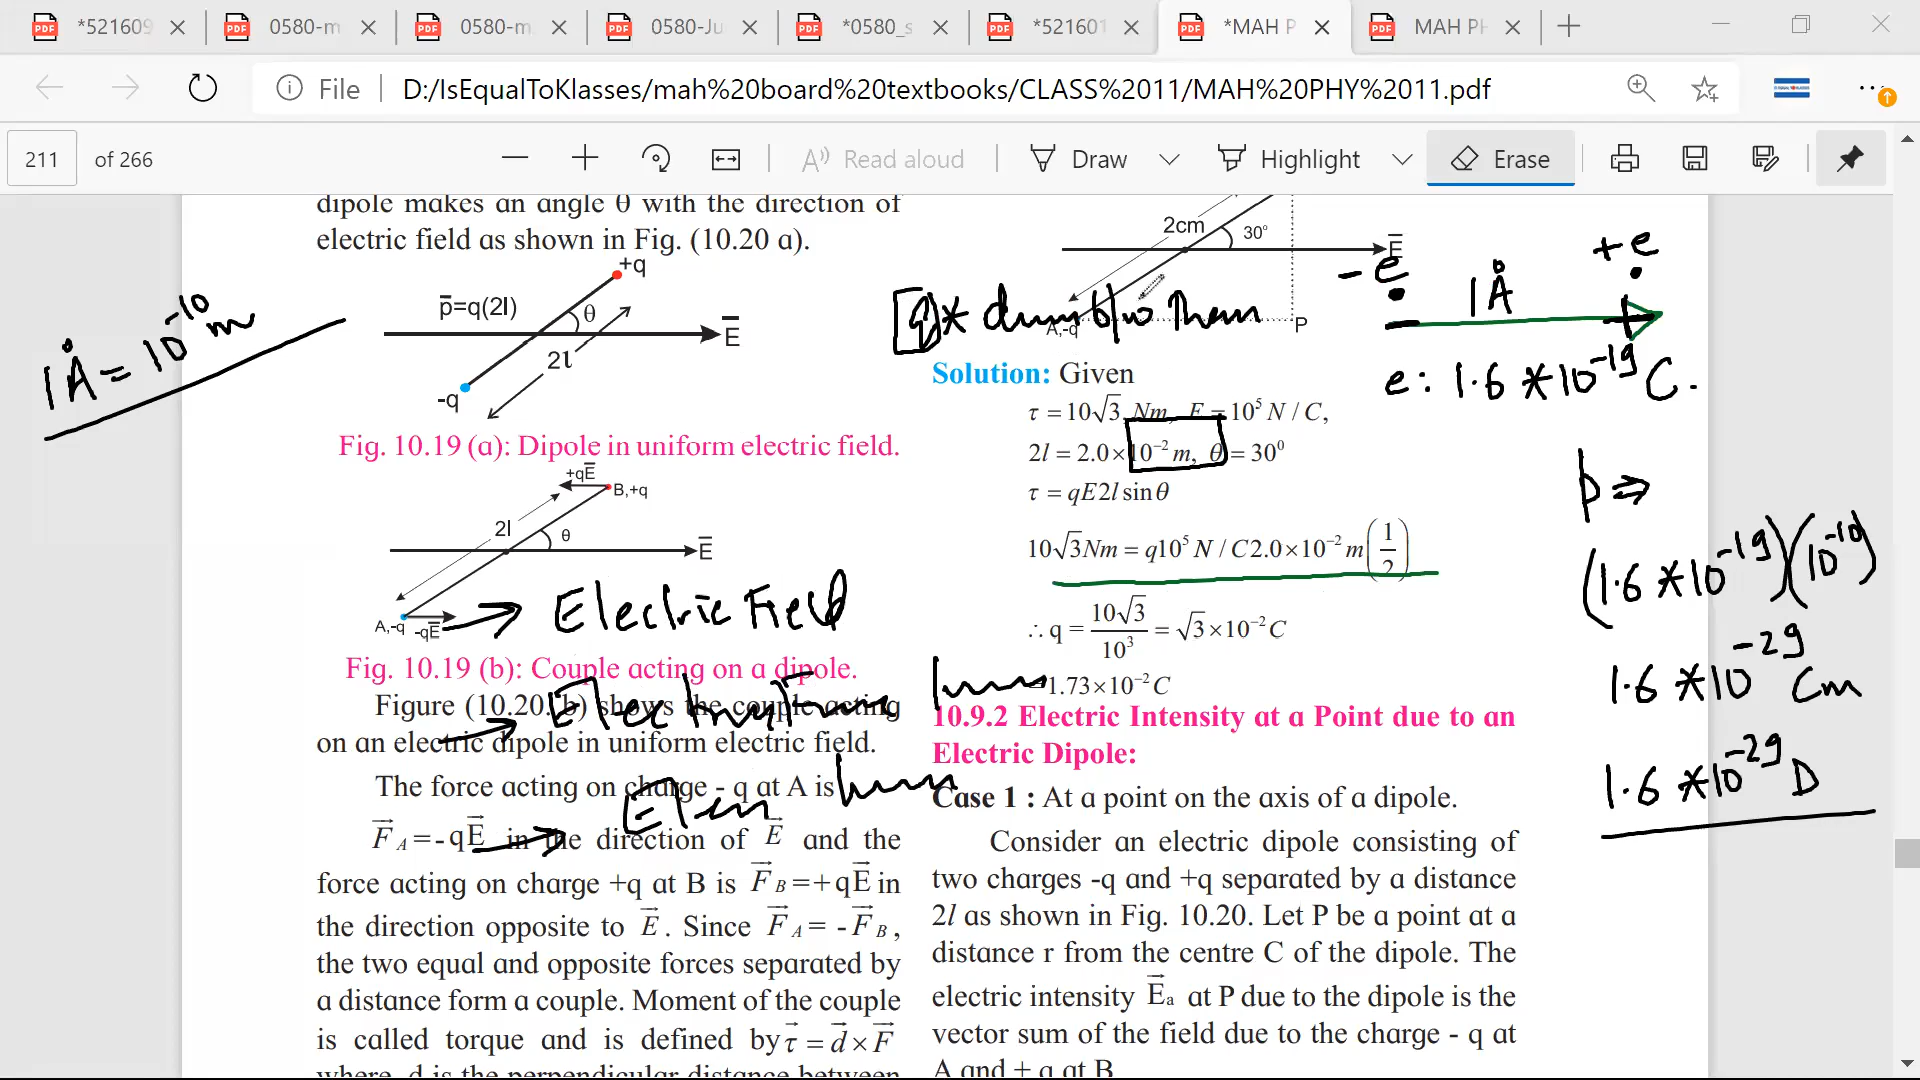 *521609
0580-m
0580-m
0580-Ju
*0580_s
*521601
*MAH P
MAH PH
File
D:/IsEqualToKlasses/mah%20board%20textbooks/CLASS%2011/MAH%20PHY%2011.pdf
211 of 266
Read aloud
Draw
Highlight
Erase
dipole makes an angle θ with the direction of
electric field as shown in Fig. (10.20 a).
+q
p̅=q(2l)
θ
E̅
2l
-q
1Å = 10⁻¹⁰ m
Fig. 10.19 (a): Dipole in uniform electric field.
+qE̅
B,+q
2l
θ
E̅
A,-q
-qE̅
Electric Field
Fig. 10.19 (b): Couple acting on a dipole.
Figure (10.20. b) shows the couple acting
on an electric dipole in uniform electric field.
The force acting on charge - q at A is
F⃗A = - qE⃗ in the direction of E⃗ and the
force acting on charge +q at B is F⃗B = + qE⃗ in
the direction opposite to E⃗. Since F⃗A = - F⃗B,
the two equal and opposite forces separated by
a distance form a couple. Moment of the couple
is called torque and is defined by τ⃗ = d⃗ × F⃗
where, d is the perpendicular distance between
2cm
30°
E̅
A,-q
P
Solution: Given
τ = 10√3 Nm, E = 10⁵ N / C,
2l = 2.0×10⁻² m, θ = 30⁰
τ = qE2l sinθ
10√3Nm = q10⁵ N / C2.0×10⁻² m(1/2)
∴ q = 10√3/10³ = √3×10⁻² C
=1.73×10⁻² C
10.9.2 Electric Intensity at a Point due to an
Electric Dipole:
Case 1 : At a point on the axis of a dipole.
Consider an electric dipole consisting of
two charges -q and +q separated by a distance
2l as shown in Fig. 10.20. Let P be a point at a
distance r from the centre C of the dipole. The
electric intensity E⃗a at P due to the dipole is the
vector sum of the field due to the charge - q at
A and + q at B
-e
+e
1Å
e: 1.6 * 10⁻¹⁹ C.
p ⇒
(1.6 * 10⁻¹⁹)(10⁻¹⁰)
1.6 * 10⁻²⁹ Cm
1.6 * 10⁻²⁹ D